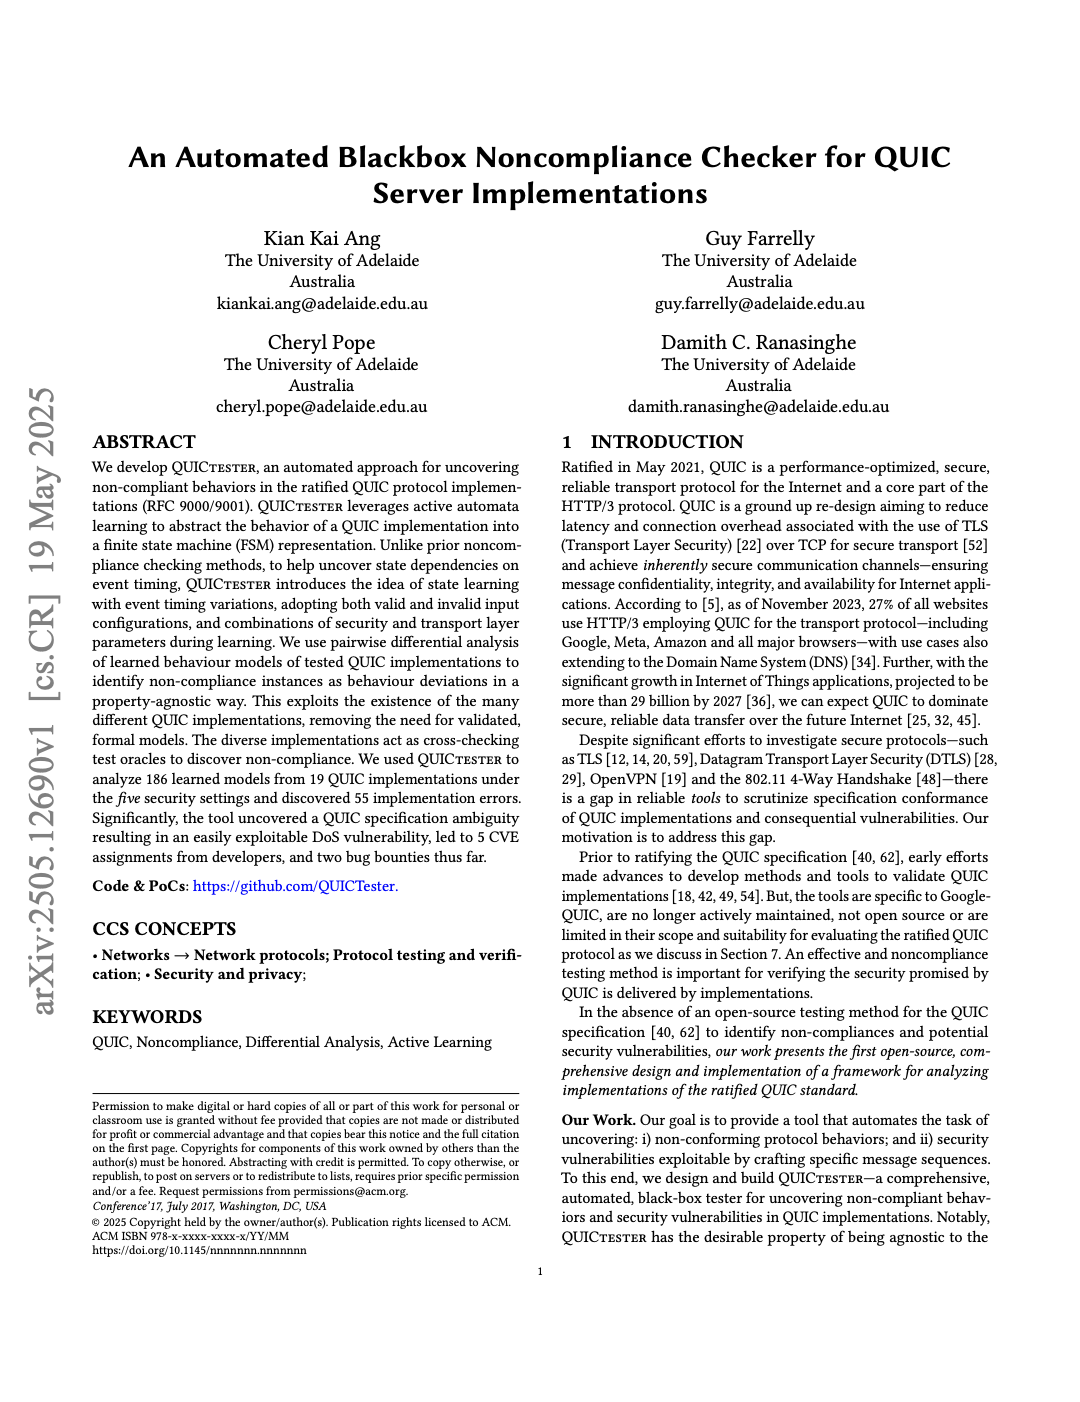 An Automated Blackbox Noncompliance Checker for QUIC
Server Implementations
Kian Kai Ang
The University of Adelaide
Australia
kiankai.ang@adelaide.edu.au
Guy Farrelly
The University of Adelaide
Australia
guy.farrelly@adelaide.edu.au
Cheryl Pope
The University of Adelaide
Australia
cheryl.pope@adelaide.edu.au
Damith C. Ranasinghe
The University of Adelaide
Australia
damith.ranasinghe@adelaide.edu.au
arXiv:2505.12690v1 [cs.CR] 19 May 2025
ABSTRACT
We develop QUICTESTER, an automated approach for uncovering
non-compliant behaviors in the ratified QUIC protocol implemen-
tations (RFC 9000/9001). QUICTESTER leverages active automata
learning to abstract the behavior of a QUIC implementation into
a finite state machine (FSM) representation. Unlike prior noncom-
pliance checking methods, to help uncover state dependencies on
event timing, QUICTESTER introduces the idea of state learning
with event timing variations, adopting both valid and invalid input
configurations, and combinations of security and transport layer
parameters during learning. We use pairwise differential analysis
of learned behaviour models of tested QUIC implementations to
identify non-compliance instances as behaviour deviations in a
property-agnostic way. This exploits the existence of the many
different QUIC implementations, removing the need for validated,
formal models. The diverse implementations act as cross-checking
test oracles to discover non-compliance. We used QUICTESTER to
analyze 186 learned models from 19 QUIC implementations under
the five security settings and discovered 55 implementation errors.
Significantly, the tool uncovered a QUIC specification ambiguity
resulting in an easily exploitable DoS vulnerability, led to 5 CVE
assignments from developers, and two bug bounties thus far.
Code & PoCs: https://github.com/QUICTester.
CCS CONCEPTS
• Networks → Network protocols; Protocol testing and verifi-
cation; • Security and privacy;
KEYWORDS
QUIC, Noncompliance, Differential Analysis, Active Learning
Permission to make digital or hard copies of all or part of this work for personal or
classroom use is granted without fee provided that copies are not made or distributed
for profit or commercial advantage and that copies bear this notice and the full citation
on the first page. Copyrights for components of this work owned by others than the
author(s) must be honored. Abstracting with credit is permitted. To copy otherwise, or
republish, to post on servers or to redistribute to lists, requires prior specific permission
and/or a fee. Request permissions from permissions@acm.org.
Conference'17, July 2017, Washington, DC, USA
© 2025 Copyright held by the owner/author(s). Publication rights licensed to ACM.
ACM ISBN 978-x-xxxx-xxxx-x/YY/MM
https://doi.org/10.1145/nnnnnnn.nnnnnnn
1 INTRODUCTION
Ratified in May 2021, QUIC is a performance-optimized, secure,
reliable transport protocol for the Internet and a core part of the
HTTP/3 protocol. QUIC is a ground up re-design aiming to reduce
latency and connection overhead associated with the use of TLS
(Transport Layer Security) [22] over TCP for secure transport [52]
and achieve inherently secure communication channels—ensuring
message confidentiality, integrity, and availability for Internet appli-
cations. According to [5], as of November 2023, 27% of all websites
use HTTP/3 employing QUIC for the transport protocol—including
Google, Meta, Amazon and all major browsers—with use cases also
extending to the Domain Name System (DNS) [34]. Further, with the
significant growth in Internet of Things applications, projected to be
more than 29 billion by 2027 [36], we can expect QUIC to dominate
secure, reliable data transfer over the future Internet [25, 32, 45].
Despite significant efforts to investigate secure protocols—such
as TLS [12, 14, 20, 59], Datagram Transport Layer Security (DTLS) [28,
29], OpenVPN [19] and the 802.11 4-Way Handshake [48]—there
is a gap in reliable tools to scrutinize specification conformance
of QUIC implementations and consequential vulnerabilities. Our
motivation is to address this gap.
Prior to ratifying the QUIC specification [40, 62], early efforts
made advances to develop methods and tools to validate QUIC
implementations [18, 42, 49, 54]. But, the tools are specific to Google-
QUIC, are no longer actively maintained, not open source or are
limited in their scope and suitability for evaluating the ratified QUIC
protocol as we discuss in Section 7. An effective and noncompliance
testing method is important for verifying the security promised by
QUIC is delivered by implementations.
In the absence of an open-source testing method for the QUIC
specification [40, 62] to identify non-compliances and potential
security vulnerabilities, our work presents the first open-source, com-
prehensive design and implementation of a framework for analyzing
implementations of the ratified QUIC standard.
Our Work. Our goal is to provide a tool that automates the task of
uncovering: i) non-conforming protocol behaviors; and ii) security
vulnerabilities exploitable by crafting specific message sequences.
To this end, we design and build QUICTESTER—a comprehensive,
automated, black-box tester for uncovering non-compliant behav-
iors and security vulnerabilities in QUIC implementations. Notably,
QUICTESTER has the desirable property of being agnostic to the
1